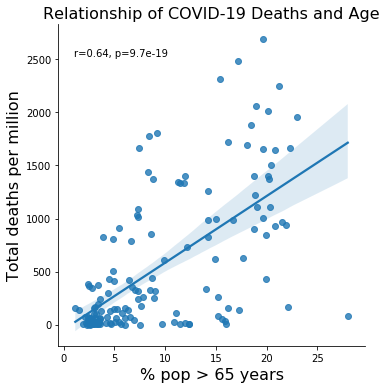 Relationship of COVID-19 Deaths and Age
r=0.64, p=9.7e-19
Total deaths per million
2500
2000
1500
1000
500
0
0 5 10 15 20 25
% pop > 65 years